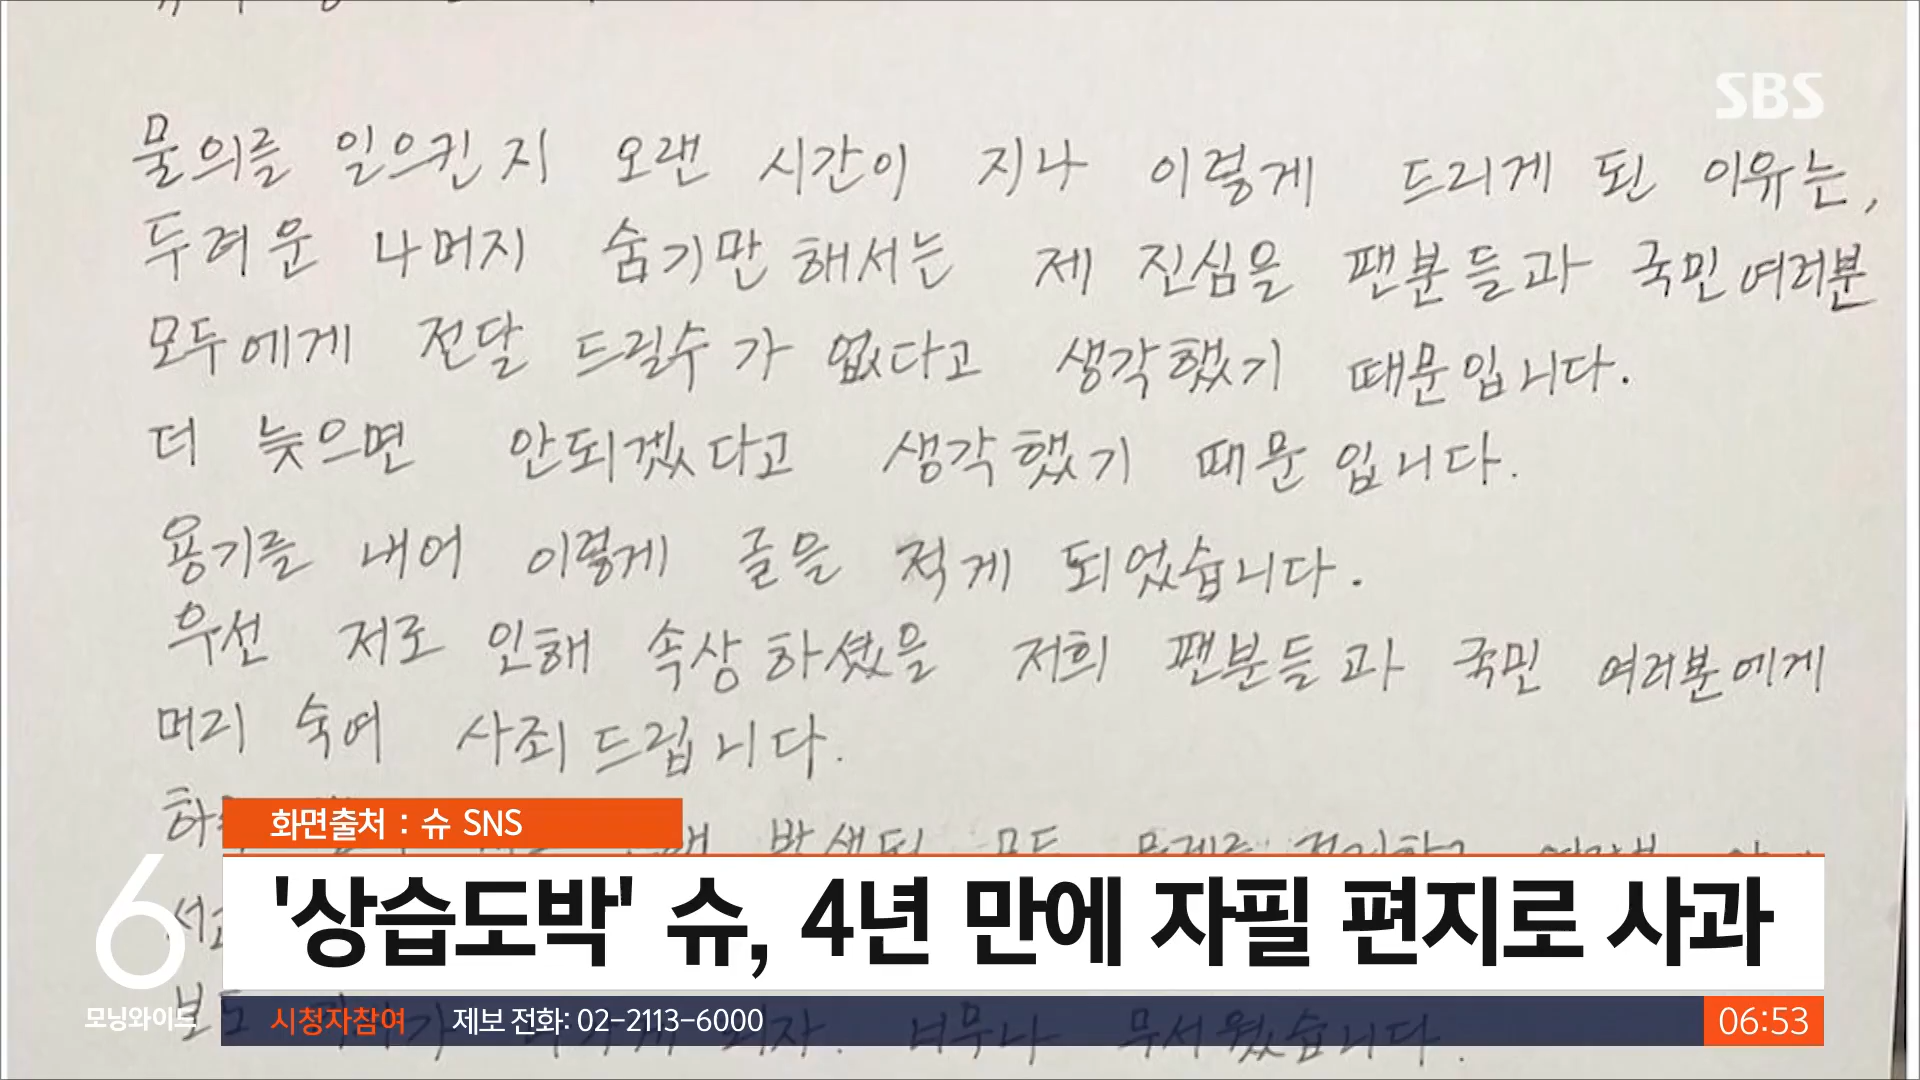 SBS
물의를 일으킨지 오랜 시간이 지나 이렇게 드리게 된 이유는,
두려운 나머지 숨기만 해서는 제 진심을 팬분들과 국민여러분
모두에게 전달 드릴수가 없다고 생각했기 때문입니다.
더 늦으면 안되겠다고 생각했기 때문입니다.
용기를 내어 이렇게 글을 적게 되었습니다.
우선 저로 인해 속상하셨을 저희 팬분들과 국민 여러분에게
머리 숙여 사죄드립니다.
화면출처 : 슈 SNS
'상습도박' 슈, 4년 만에 자필 편지로 사과
6
모닝와이드
시청자참여 제보 전화: 02-2113-6000
06:53
너무나 무서웠습니다.